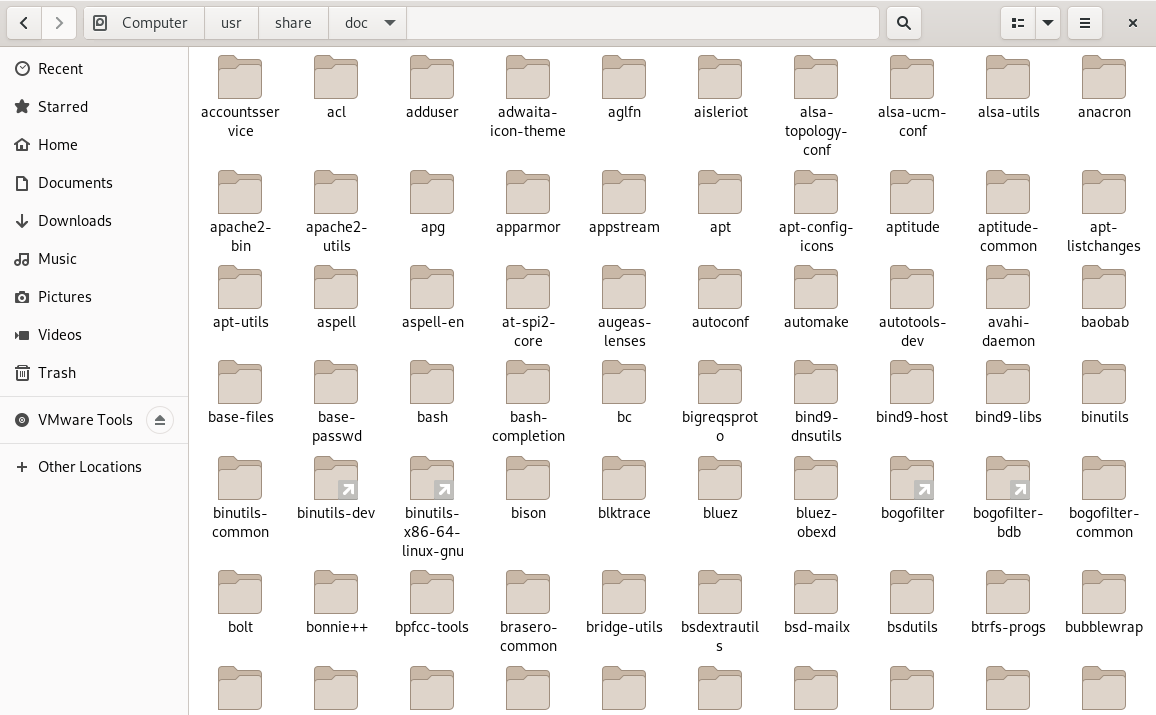 Computer usr share doc
Recent
Starred
Home
Documents
Downloads
Music
Pictures
Videos
Trash
VMware Tools
Other Locations
accountsser
vice
acl
adduser
adwaita-
icon-theme
aglfn
aisleriot
alsa-
topology-
conf
alsa-ucm-
conf
alsa-utils
anacron
apache2-
bin
apache2-
utils
apg
apparmor
appstream
apt
apt-config-
icons
aptitude
aptitude-
common
apt-
listchanges
apt-utils
aspell
aspell-en
at-spi2-
core
augeas-
lenses
autoconf
automake
autotools-
dev
avahi-
daemon
baobab
base-files
base-
passwd
bash
bash-
completion
bc
bigreqsprot
o
bind9-
dnsutils
bind9-host
bind9-libs
binutils
binutils-
common
binutils-dev
binutils-
x86-64-
linux-gnu
bison
blktrace
bluez
bluez-
obexd
bogofilter
bogofilter-
bdb
bogofilter-
common
bolt
bonnie++
bpfcc-tools
brasero-
common
bridge-utils
bsdextrautil
s
bsd-mailx
bsdutils
btrfs-progs
bubblewrap